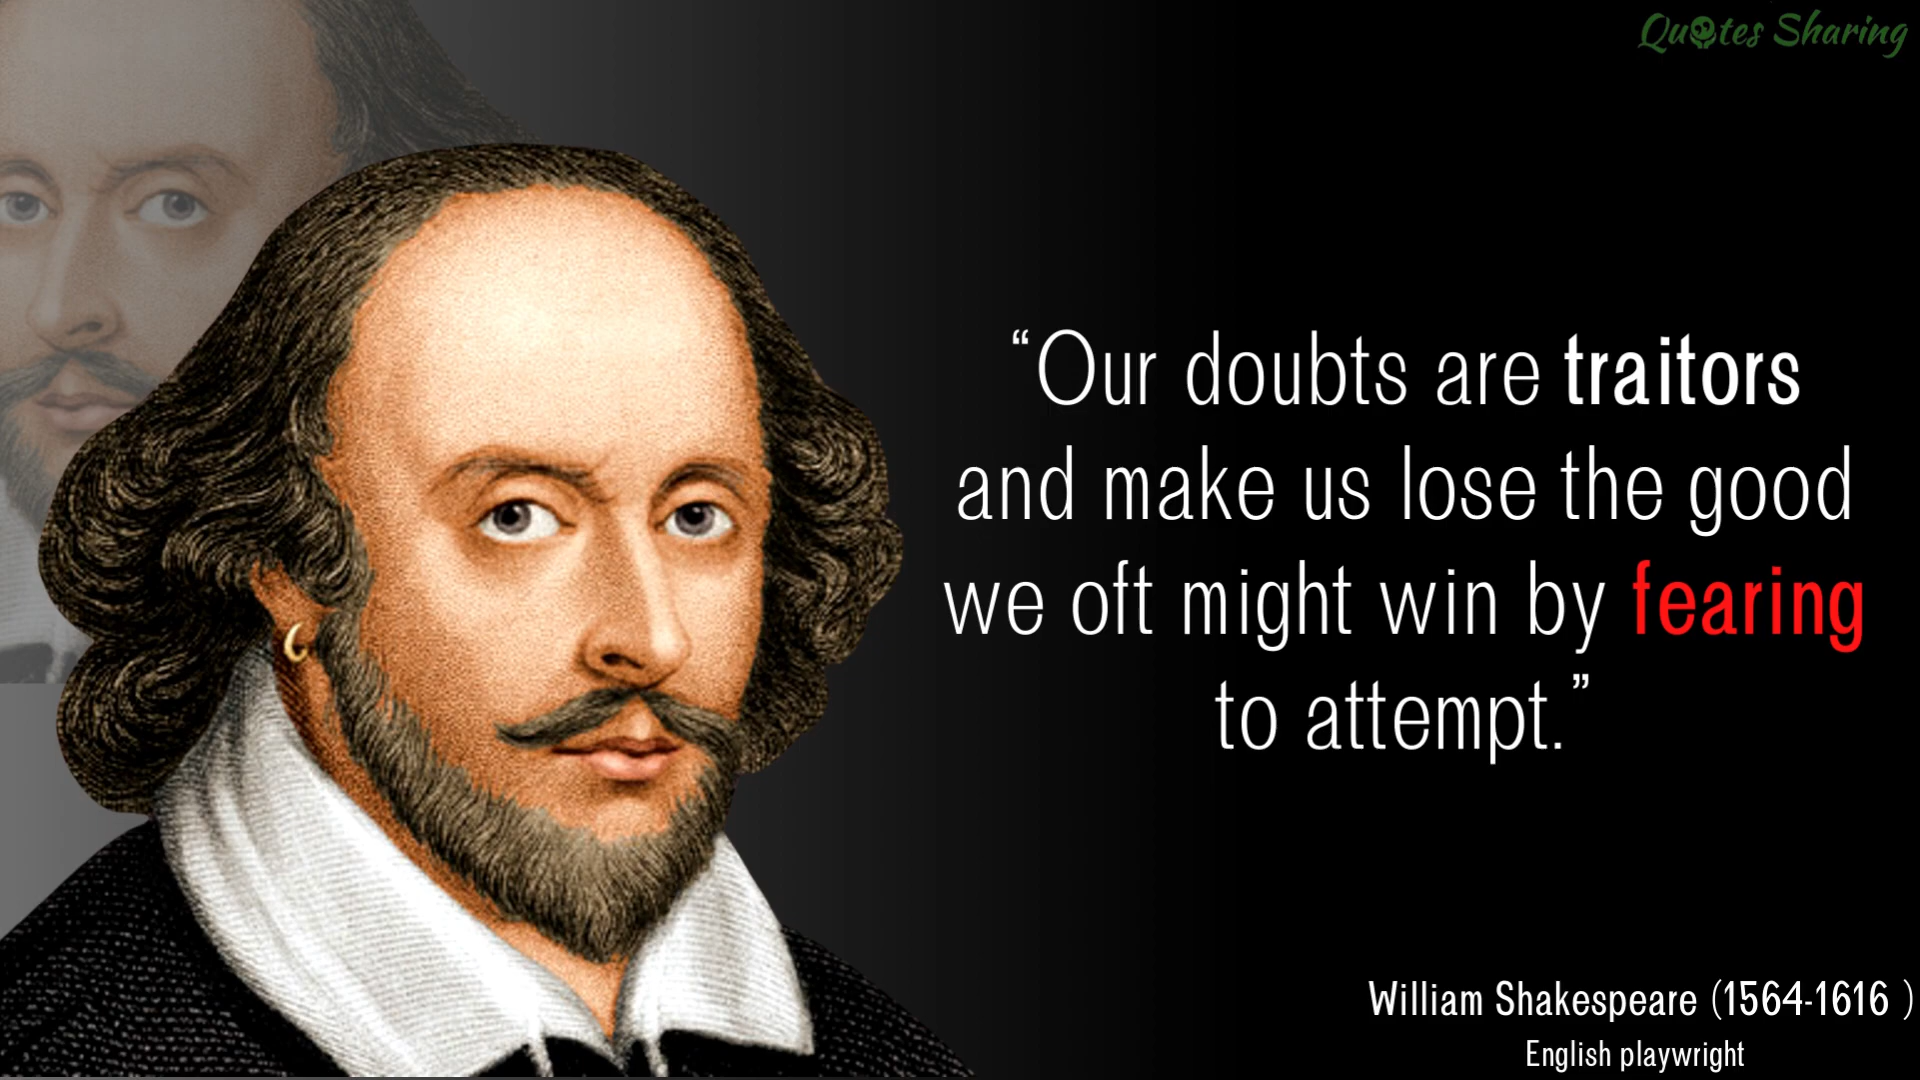 Quotes Sharing
“Our doubts are traitors
and make us lose the good
we oft might win by fearing
to attempt.”
William Shakespeare (1564-1616 )
English playwright